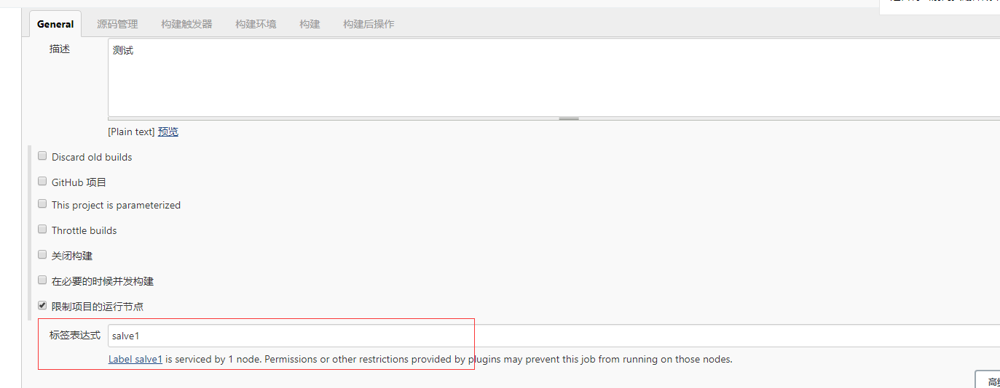 General 源码管理 构建触发器 构建环境 构建 构建后操作
描述 测试
[Plain text] 预览
Discard old builds
GitHub 项目
This project is parameterized
Throttle builds
关闭构建
在必要的时候并发构建
限制项目的运行节点
标签表达式 salve1
Label salve1 is serviced by 1 node. Permissions or other restrictions provided by plugins may prevent this job from running on those nodes.